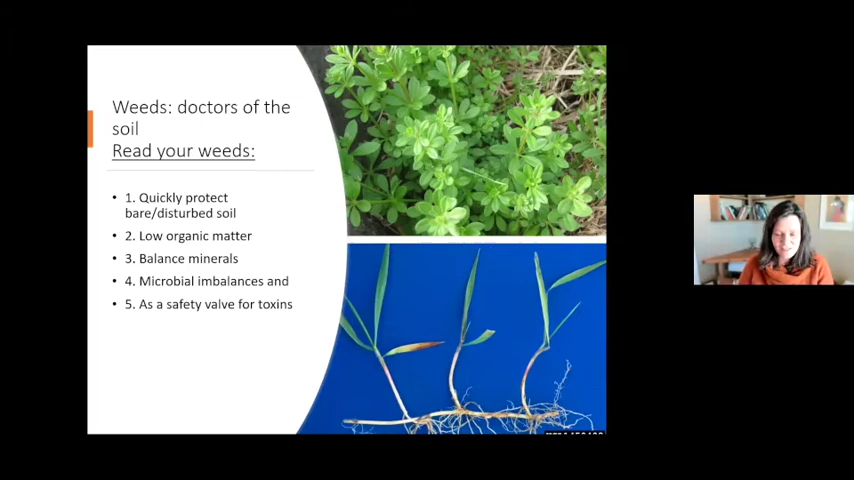 Weeds: doctors of the
soil
Read your weeds:
• 1. Quickly protect
bare/disturbed soil
• 2. Low organic matter
• 3. Balance minerals
• 4. Microbial imbalances and
• 5. As a safety valve for toxins